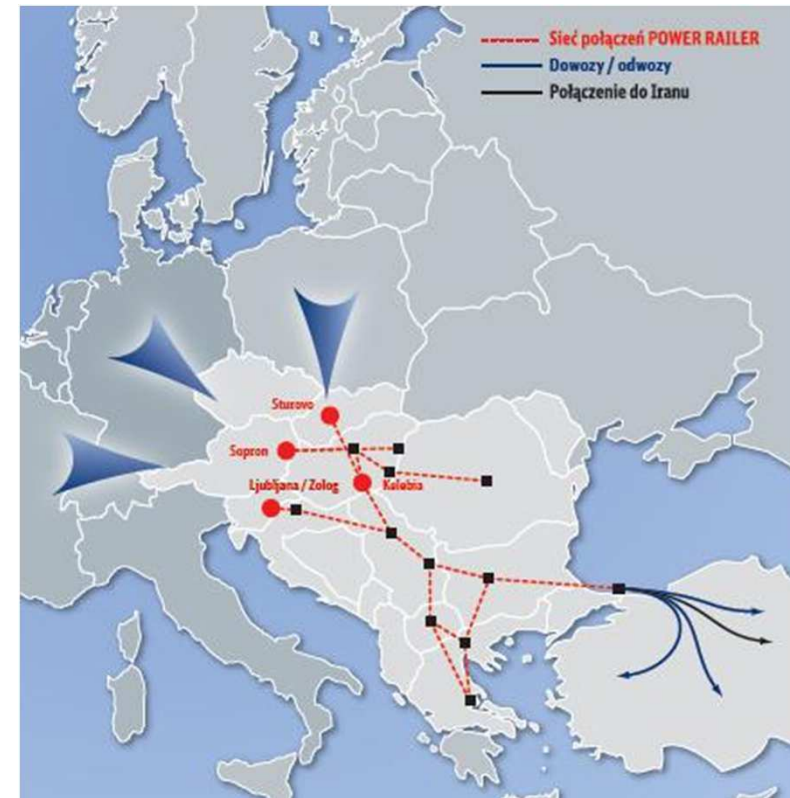 Sieć połączeń POWER RAILER
Dowozy / odwozy
Połączenie do Iranu
Sturovo
Sopron
Ljubljana / Zolog
Kelebia